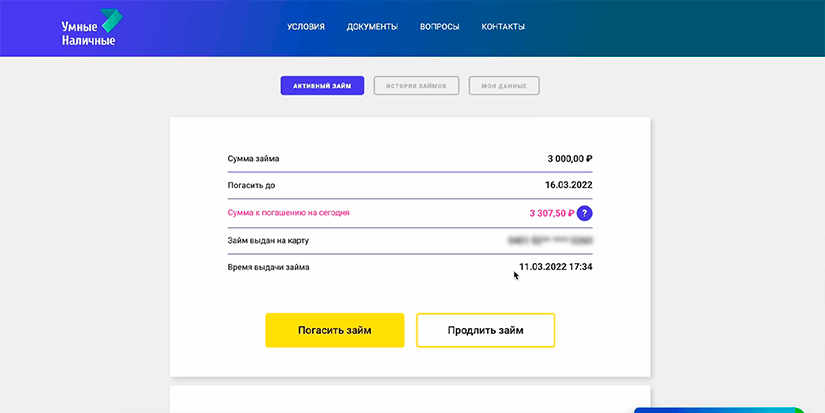 Умные
Наличные
УСЛОВИЯ ДОКУМЕНТЫ ВОПРОСЫ КОНТАКТЫ
АКТИВНЫЙ ЗАЙМ ИСТОРИЯ ЗАЙМОВ МОИ ДАННЫЕ
Сумма займа 3 000,00 ₽
Погасить до 16.03.2022
Сумма к погашению на сегодня 3 307,50 ₽ ?
Займ выдан на карту
Время выдачи займа 11.03.2022 17:34
Погасить займ Продлить займ